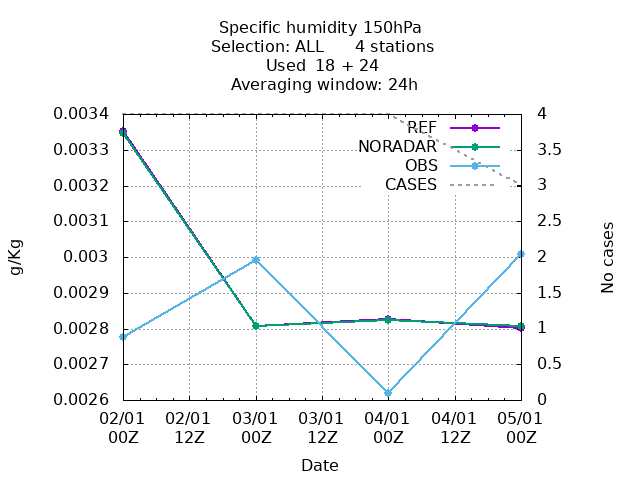 Specific humidity 150hPa
Selection: ALL 4 stations
Used 18 + 24
Averaging window: 24h
0.0034
0.0033
0.0032
0.0031
0.003
0.0029
0.0028
0.0027
0.0026
g/Kg
REF
NORADAR
OBS
CASES
4
3.5
3
2.5
2
1.5
1
0.5
0
No cases
02/01 02/01 03/01 03/01 04/01 04/01 05/01
00Z 12Z 00Z 12Z 00Z 12Z 00Z
Date